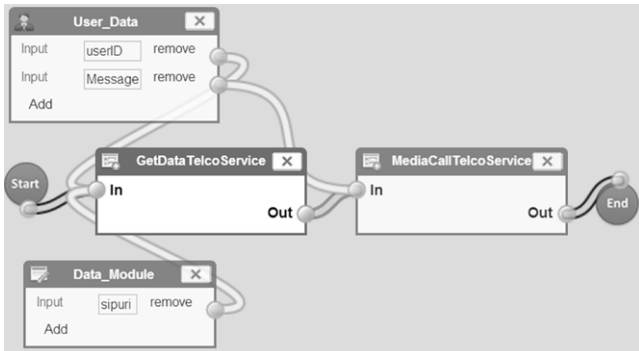 User_Data
Input userID remove
Input Message remove
Add
GetDataTelcoService
In
Out
MediaCallTelcoService
In
Out
Start
End
Data_Module
Input sipuri remove
Add